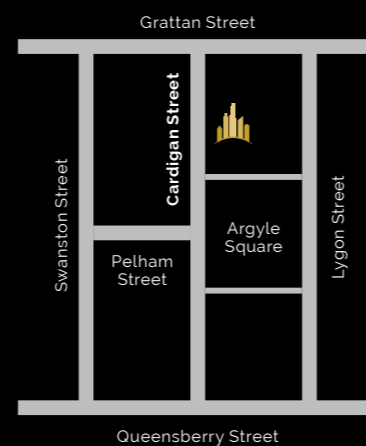 Grattan Street
Cardigan Street
Swanston Street
Argyle
Square
Lygon Street
Pelham
Street
Queensberry Street